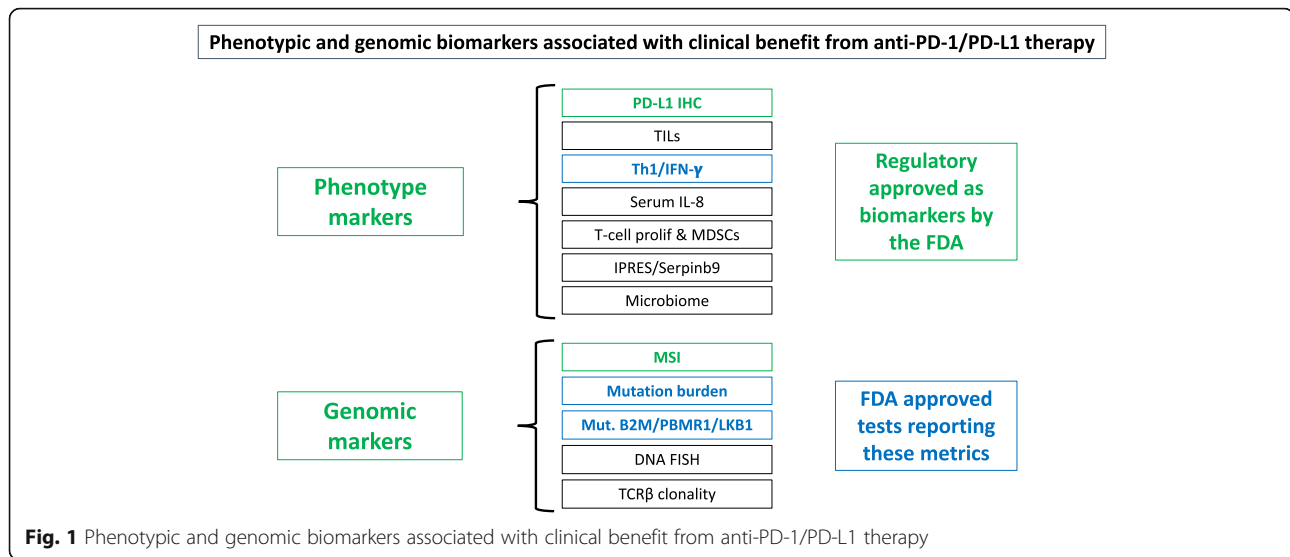 Phenotypic and genomic biomarkers associated with clinical benefit from anti-PD-1/PD-L1 therapy
Phenotype
markers
PD-L1 IHC
TILs
Th1/IFN-γ
Serum IL-8
T-cell prolif & MDSCs
IPRES/Serpinb9
Microbiome
Regulatory
approved as
biomarkers by
the FDA
Genomic
markers
MSI
Mutation burden
Mut. B2M/PBMR1/LKB1
DNA FISH
TCRβ clonality
FDA approved
tests reporting
these metrics
Fig. 1 Phenotypic and genomic biomarkers associated with clinical benefit from anti-PD-1/PD-L1 therapy